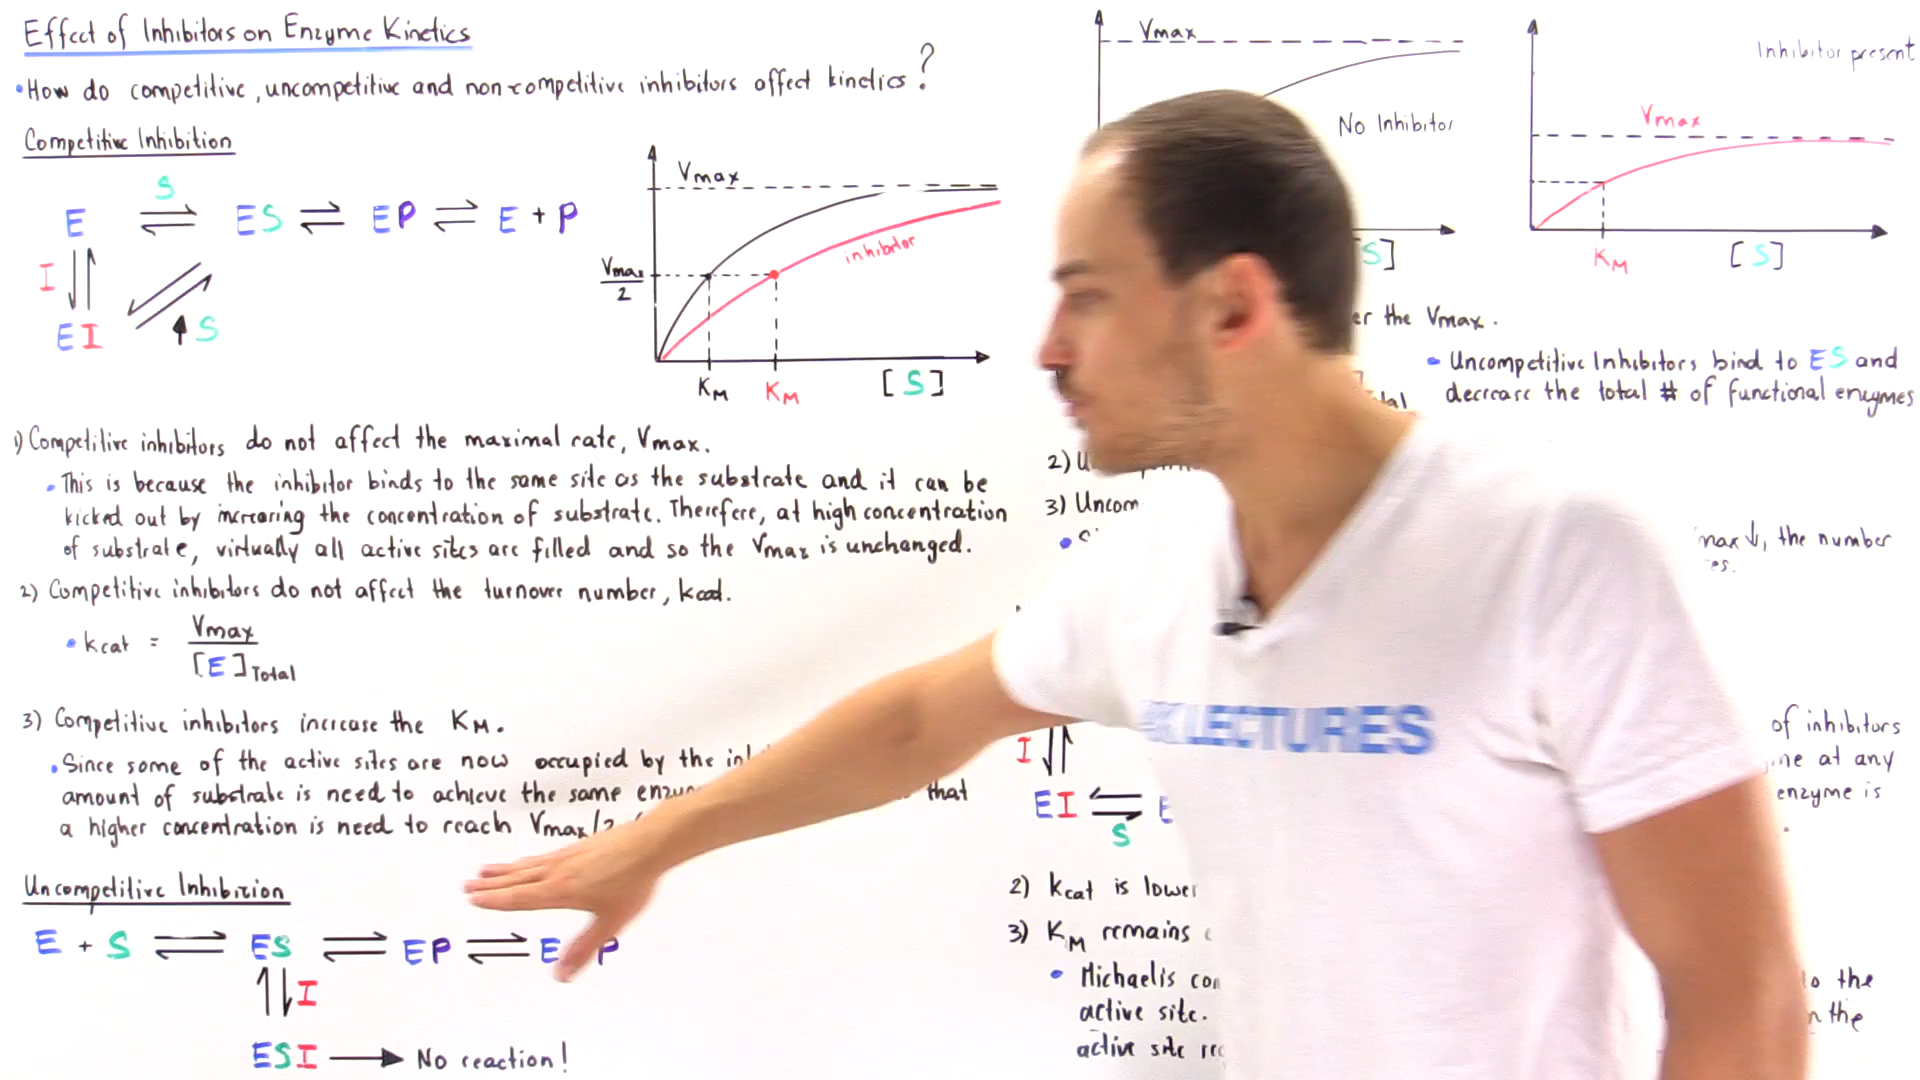 Effect of Inhibitors on Enzyme Kinetics
• How do competitive, uncompetitive and noncompetitive inhibitors affect kinetics?
Competitive Inhibition
S
E ⇌ ES ⇌ EP ⇌ E + P
I
EI
S
Vmax
Vmax
2
inhibitor
KM
KM
[S]
1) Competitive inhibitors do not affect the maximal rate, Vmax.
• This is because the inhibitor binds to the same site as the substrate and it can be
kicked out by increasing the concentration of substrate. Therefore, at high concentration
of substrate, virtually all active sites are filled and so the Vmax is unchanged.
2) Competitive inhibitors do not affect the turnover number, kcat.
• kcat = Vmax
[E]Total
3) Competitive inhibitors increase the KM.
• Since some of the active sites are now occupied by the
amount of substrate is need to achieve the same that
a higher concentration is need to reach Vmax/2
Uncompetitive Inhibition
E + S ⇌ ES ⇌ EP ⇌ E P
I
ESI → No reaction!
Vmax
No Inhibitor
S]
Inhibitor present
Vmax
KM
[S]
the Vmax.
• Uncompetitive Inhibitors bind to ES and
decrease the total # of functional enzymes
2)
3) Uncom
↓, the number
I
EI ⇌
S
of inhibitors
at any
enzyme is
2) kcat is lower
3) KM remains
• Michaelis con
the
active site.
the
active site
LECTURES